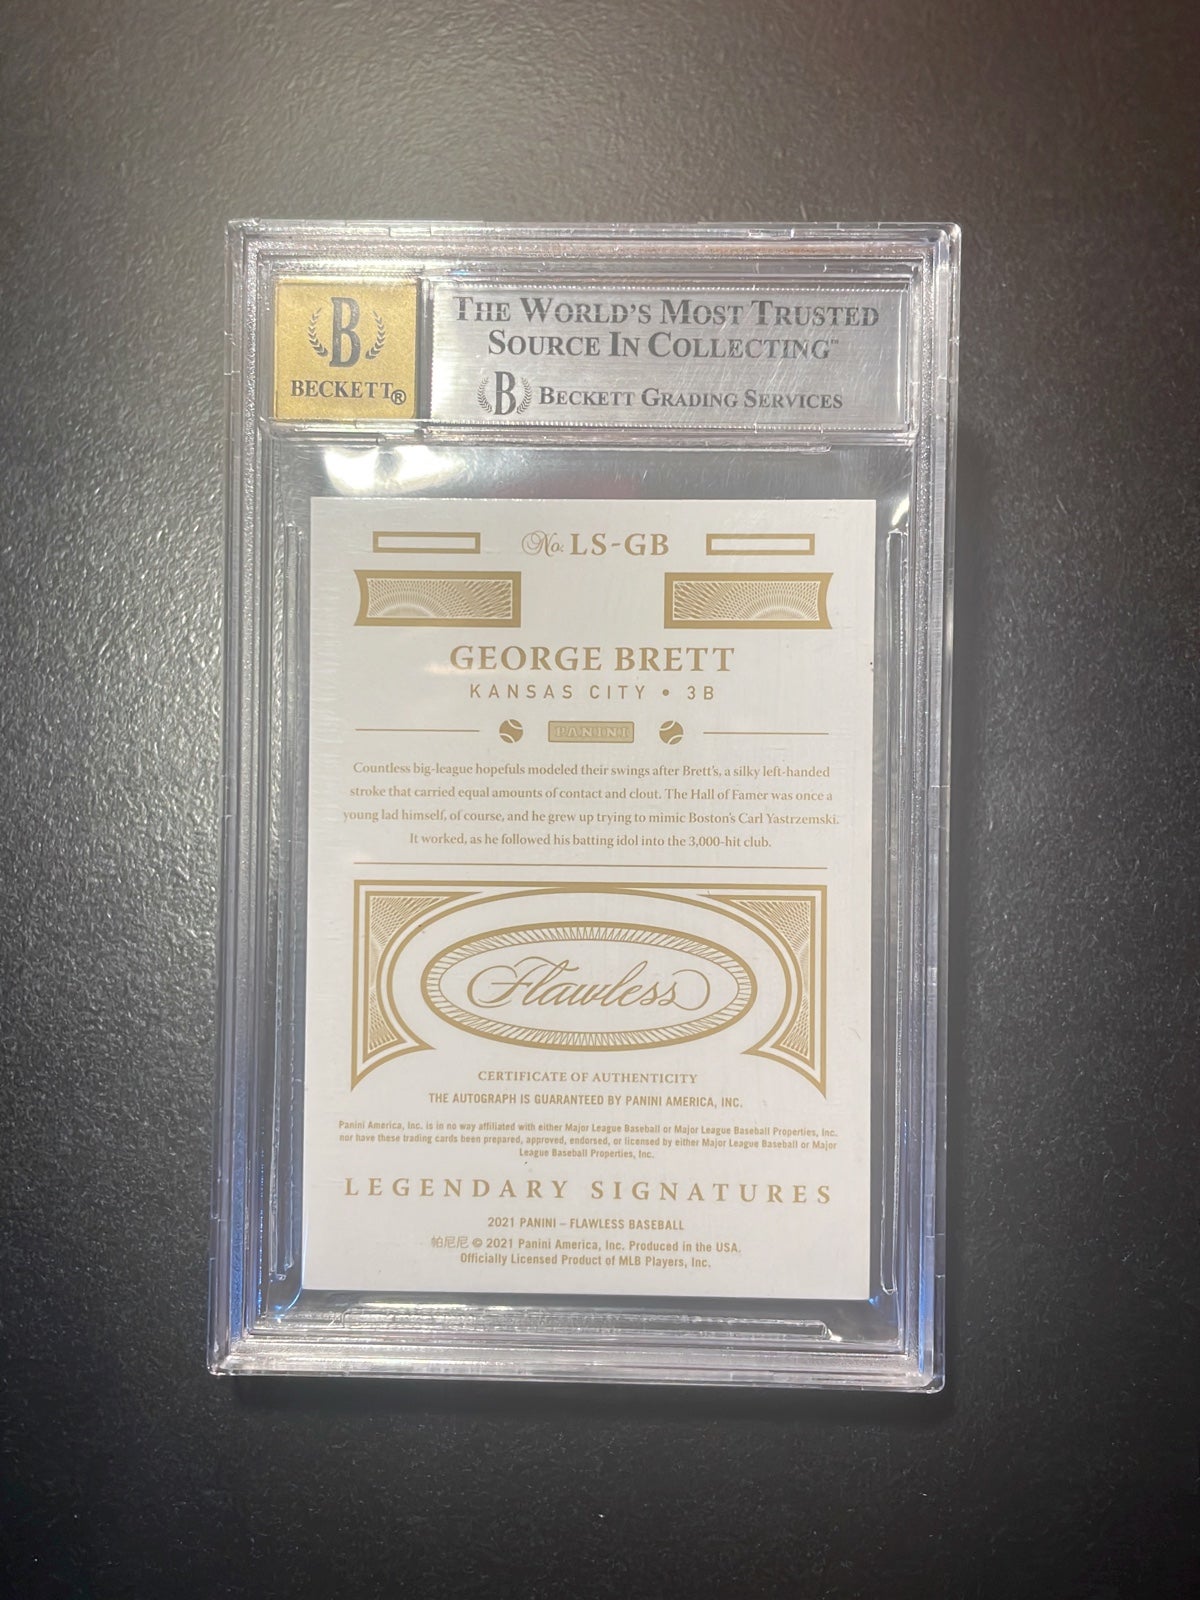 B
BECKETT®
THE WORLD'S MOST TRUSTED
SOURCE IN COLLECTING™
B BECKETT GRADING SERVICES
No. LS-GB
GEORGE BRETT
KANSAS CITY • 3B
PANINI
Countless big-league hopefuls modeled their swings after Brett's, a silky left-handed
stroke that carried equal amounts of contact and clout. The Hall of Famer was once a
young lad himself, of course, and he grew up trying to mimic Boston's Carl Yastrzemski.
It worked, as he followed his batting idol into the 3,000-hit club.
Flawless
CERTIFICATE OF AUTHENTICITY
THE AUTOGRAPH IS GUARANTEED BY PANINI AMERICA, INC.
Panini America, Inc. is in no way affiliated with either Major League Baseball or Major League Baseball Properties, Inc.
nor have these trading cards been prepared, approved, endorsed, or licensed by either Major League Baseball or Major
League Baseball Properties, Inc.
LEGENDARY SIGNATURES
2021 PANINI – FLAWLESS BASEBALL
帕尼尼 © 2021 Panini America, Inc. Produced in the USA.
Officially Licensed Product of MLB Players, Inc.